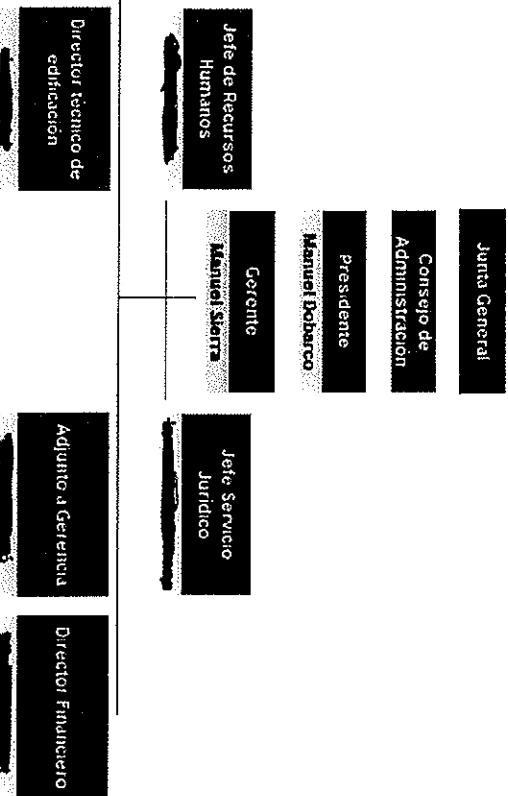 Junta General
Consejo de
Administración
Presidente
Manuel Dobarco
Gerente
Manuel Sierra
Jefe de Recursos
Humanos
Jefe Servicio
Jurídico
Director técnico de
edificación
Adjunto a Gerencia
Director Financiero